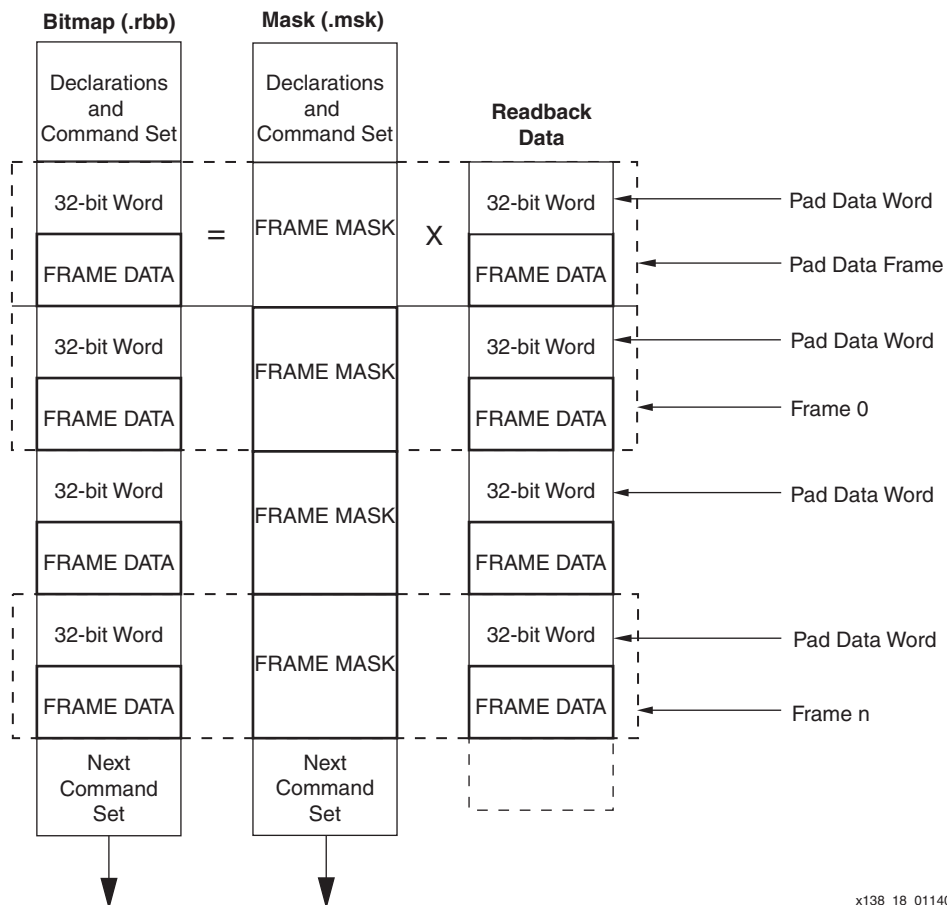 Bitmap (.rbb)
Mask (.msk)
Declarations
and
Command Set
Declarations
and
Command Set
Readback
Data
32-bit Word
=
FRAME MASK
X
32-bit Word
Pad Data Word
FRAME DATA
FRAME DATA
Pad Data Frame
32-bit Word
FRAME MASK
32-bit Word
Pad Data Word
FRAME DATA
FRAME DATA
Frame 0
32-bit Word
FRAME MASK
32-bit Word
Pad Data Word
FRAME DATA
FRAME DATA
32-bit Word
FRAME MASK
32-bit Word
Pad Data Word
FRAME DATA
FRAME DATA
Frame n
Next
Command
Set
Next
Command
Set
x138_18_01140